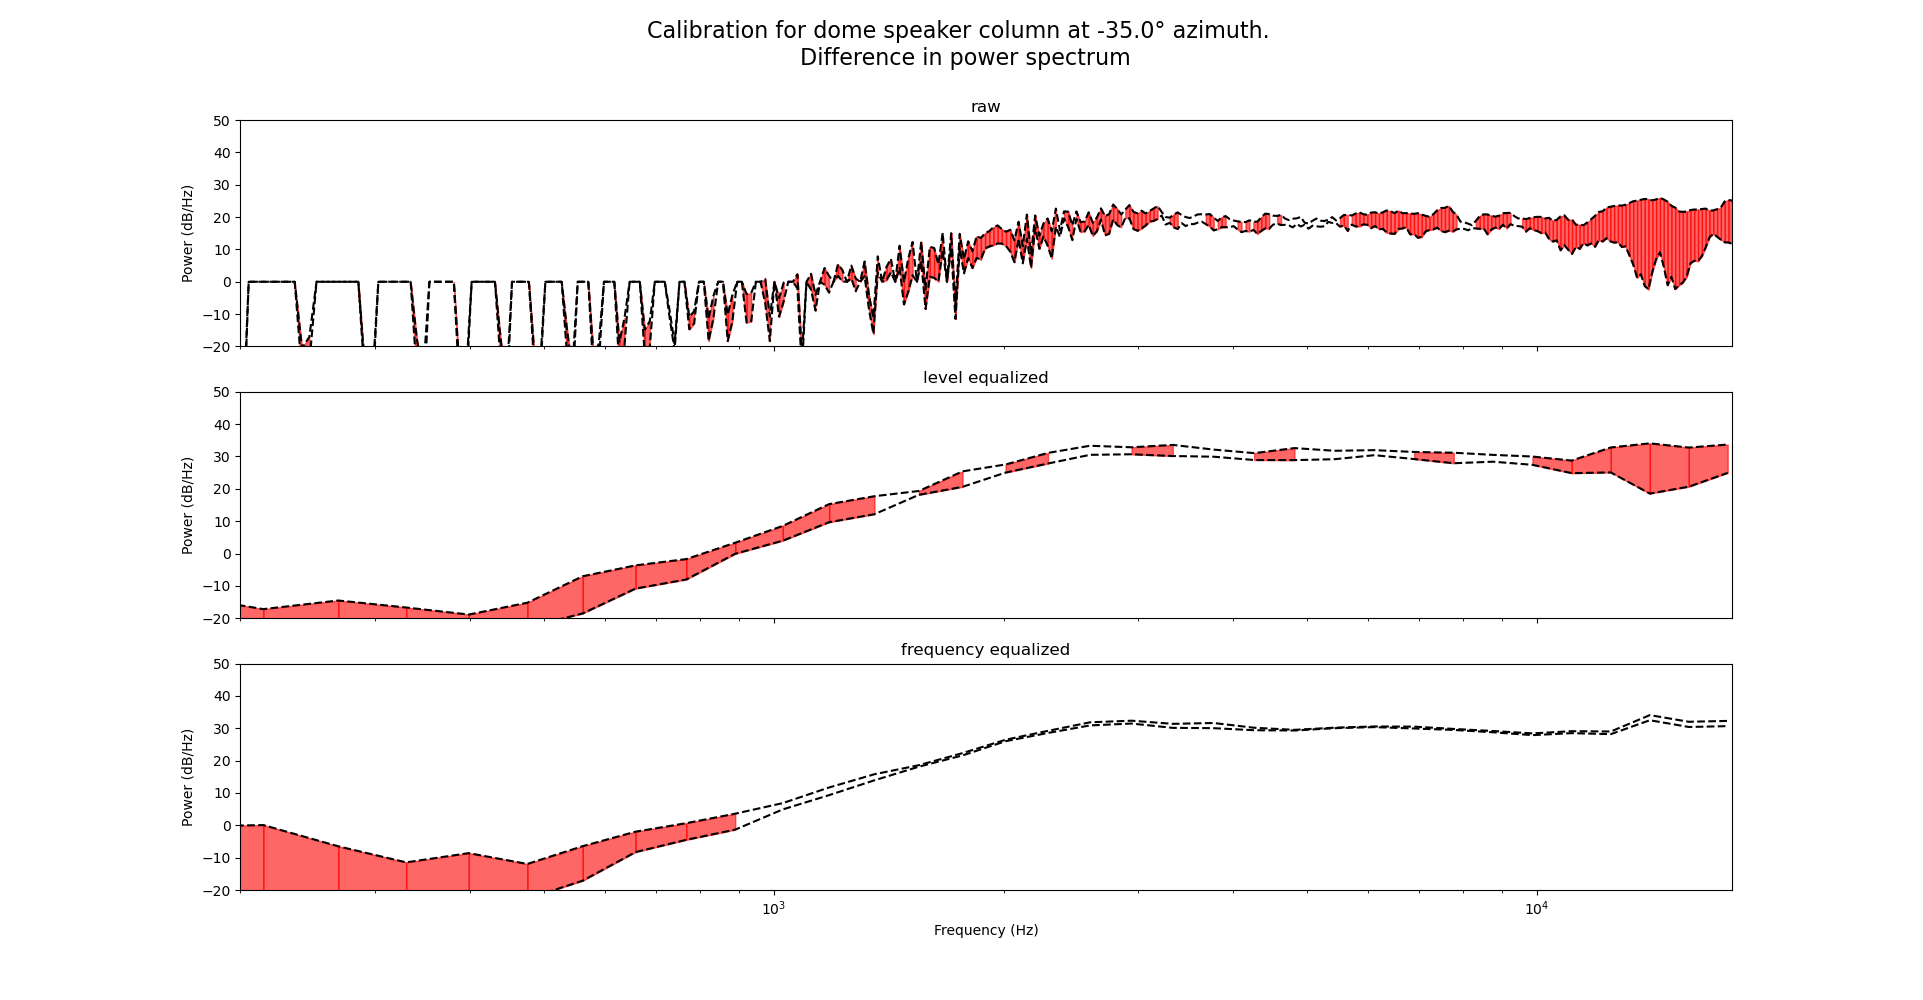 Calibration for dome speaker column at -35.0° azimuth.
Difference in power spectrum
raw
50
40
30
20
10
0
−10
−20
Power (dB/Hz)
level equalized
50
40
30
20
10
0
−10
−20
Power (dB/Hz)
frequency equalized
50
40
30
20
10
0
−10
−20
Power (dB/Hz)
10³ 10⁴
Frequency (Hz)